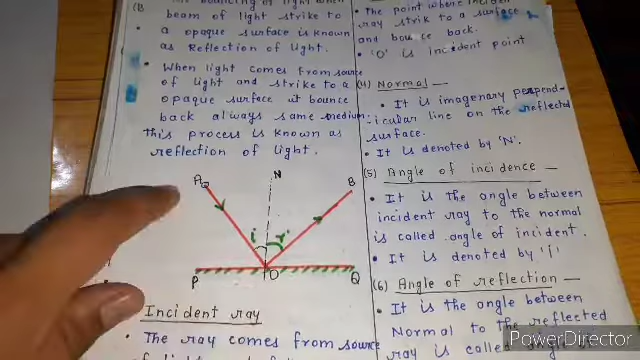 (B
beam of light strike to
a opaque surface is known
as Reflection of light.
• When light comes from source
of light and strike to a
opaque surface it bounce
back always same medium
this process is known as
reflection of light.
A
N
B
i
r
P
O
Q
Incident ray
• The ray comes from source
• The point where incident
ray strik to a surface
and bounce back.
• 'O' is incident point
(4) Normal —
• It is imagenary perpend-
icular line on the reflected
surface.
• It is denoted by 'N'.
(5) Angle of incidence —
• It is the angle between
incident ray to the normal
is called angle of incident.
• It is denoted by 'i'
(6) Angle of reflection —
• It is the angle between
Normal to the reflected
ray is called
PowerDirector